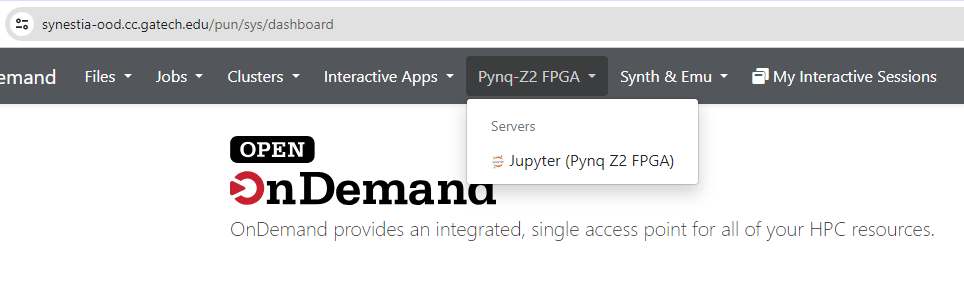 synestia-ood.cc.gatech.edu/pun/sys/dashboard
emand Files Jobs Clusters Interactive Apps Pynq-Z2 FPGA Synth & Emu My Interactive Sessions
Servers
Jupyter (Pynq Z2 FPGA)
OPEN
OnDemand
OnDemand provides an integrated, single access point for all of your HPC resources.